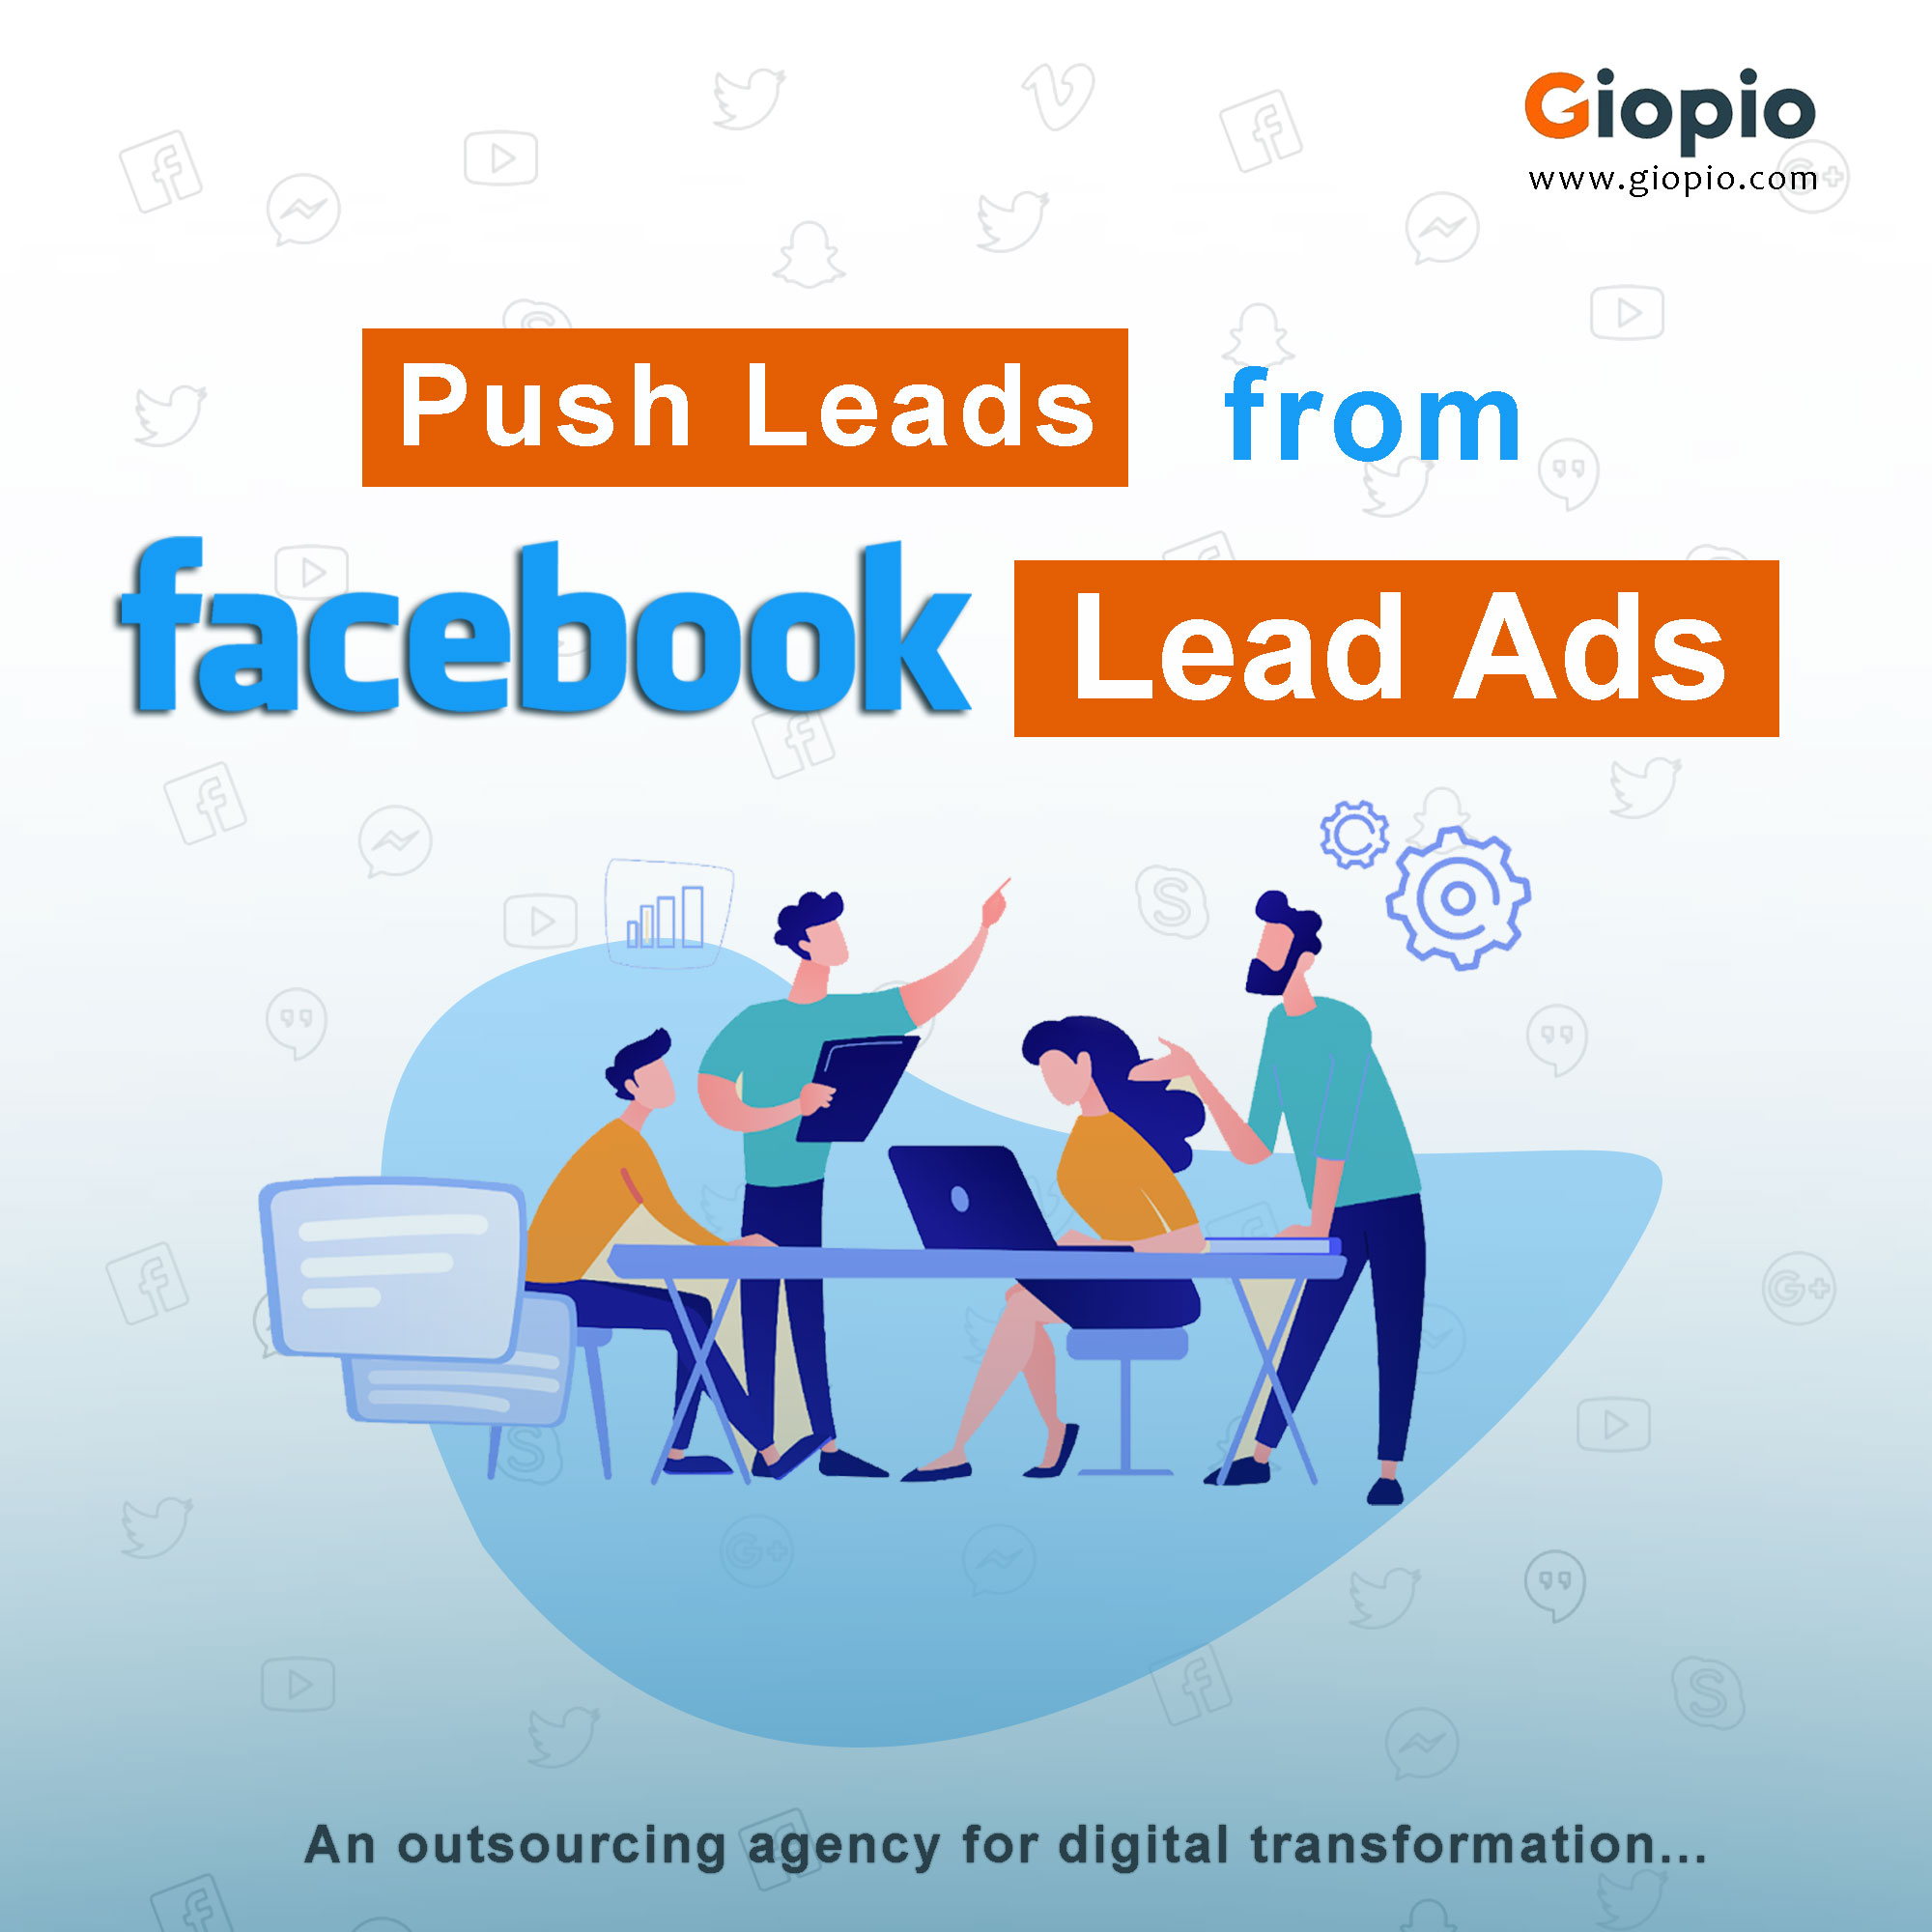 Giopio
www.giopio.com
Push Leads from
facebook Lead Ads
An outsourcing agency for digital transformation...